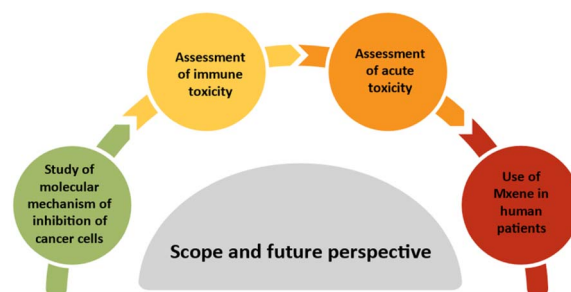 Assessment
of immune
toxicity
Assessment
of acute
toxicity
Study of
molecular
mechanism of
inhibition of
cancer cells
Use of
Mxene in
human
patients
Scope and future perspective